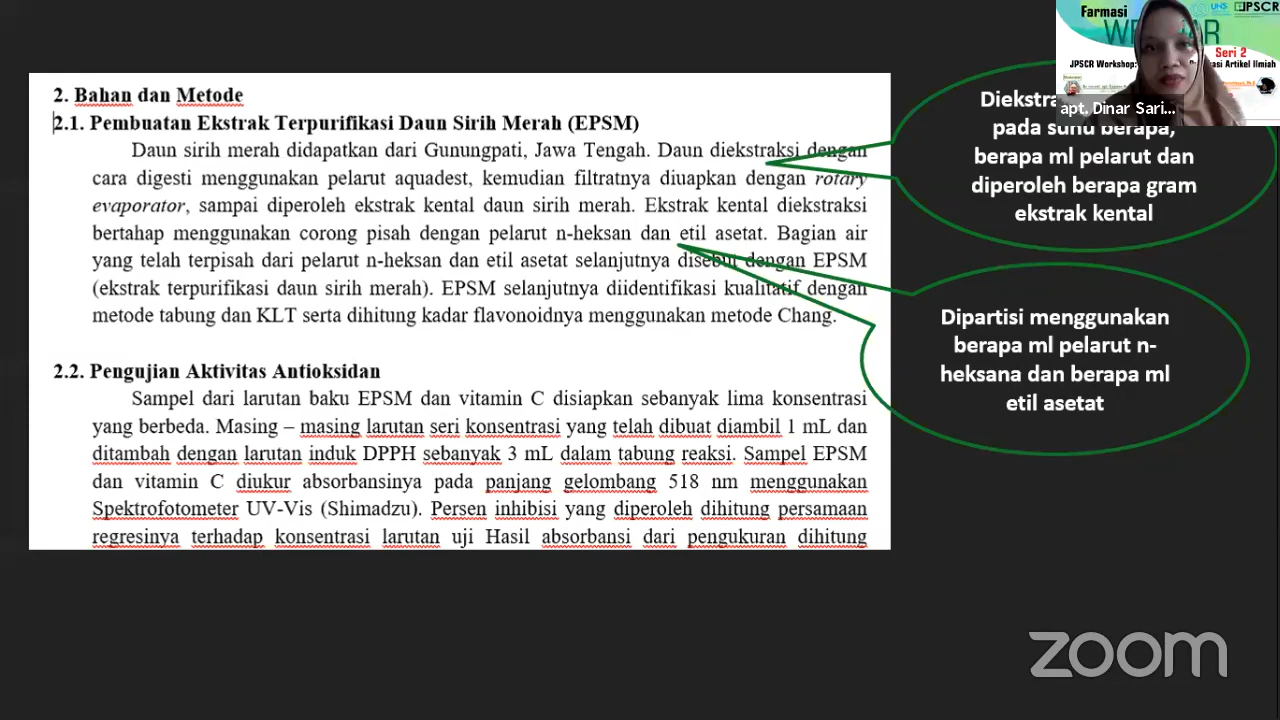 2. Bahan dan Metode
2.1. Pembuatan Ekstrak Terpurifikasi Daun Sirih Merah (EPSM)
Daun sirih merah didapatkan dari Gunungpati, Jawa Tengah. Daun diekstraksi dengan
cara digesti menggunakan pelarut aquadest, kemudian filtratnya diuapkan dengan rotary
evaporator, sampai diperoleh ekstrak kental daun sirih merah. Ekstrak kental diekstraksi
bertahap menggunakan corong pisah dengan pelarut n-heksan dan etil asetat. Bagian air
yang telah terpisah dari pelarut n-heksan dan etil asetat selanjutnya disebut dengan EPSM
(ekstrak terpurifikasi daun sirih merah). EPSM selanjutnya diidentifikasi kualitatif dengan
metode tabung dan KLT serta dihitung kadar flavonoidnya menggunakan metode Chang.
2.2. Pengujian Aktivitas Antioksidan
Sampel dari larutan baku EPSM dan vitamin C disiapkan sebanyak lima konsentrasi
yang berbeda. Masing – masing larutan seri konsentrasi yang telah dibuat diambil 1 mL dan
ditambah dengan larutan induk DPPH sebanyak 3 mL dalam tabung reaksi. Sampel EPSM
dan vitamin C diukur absorbansinya pada panjang gelombang 518 nm menggunakan
Spektrofotometer UV-Vis (Shimadzu). Persen inhibisi yang diperoleh dihitung persamaan
regresinya terhadap konsentrasi larutan uji Hasil absorbansi dari pengukuran dihitung
pada suhu berapa,
berapa ml pelarut dan
diperoleh berapa gram
ekstrak kental
Dipartisi menggunakan
berapa ml pelarut n-
heksana dan berapa ml
etil asetat
Farmasi
UNS
JPSCR
Seri 2
JPSCR Workshop:
Artikel Ilmiah
apt. Dinar Sari...
zoom